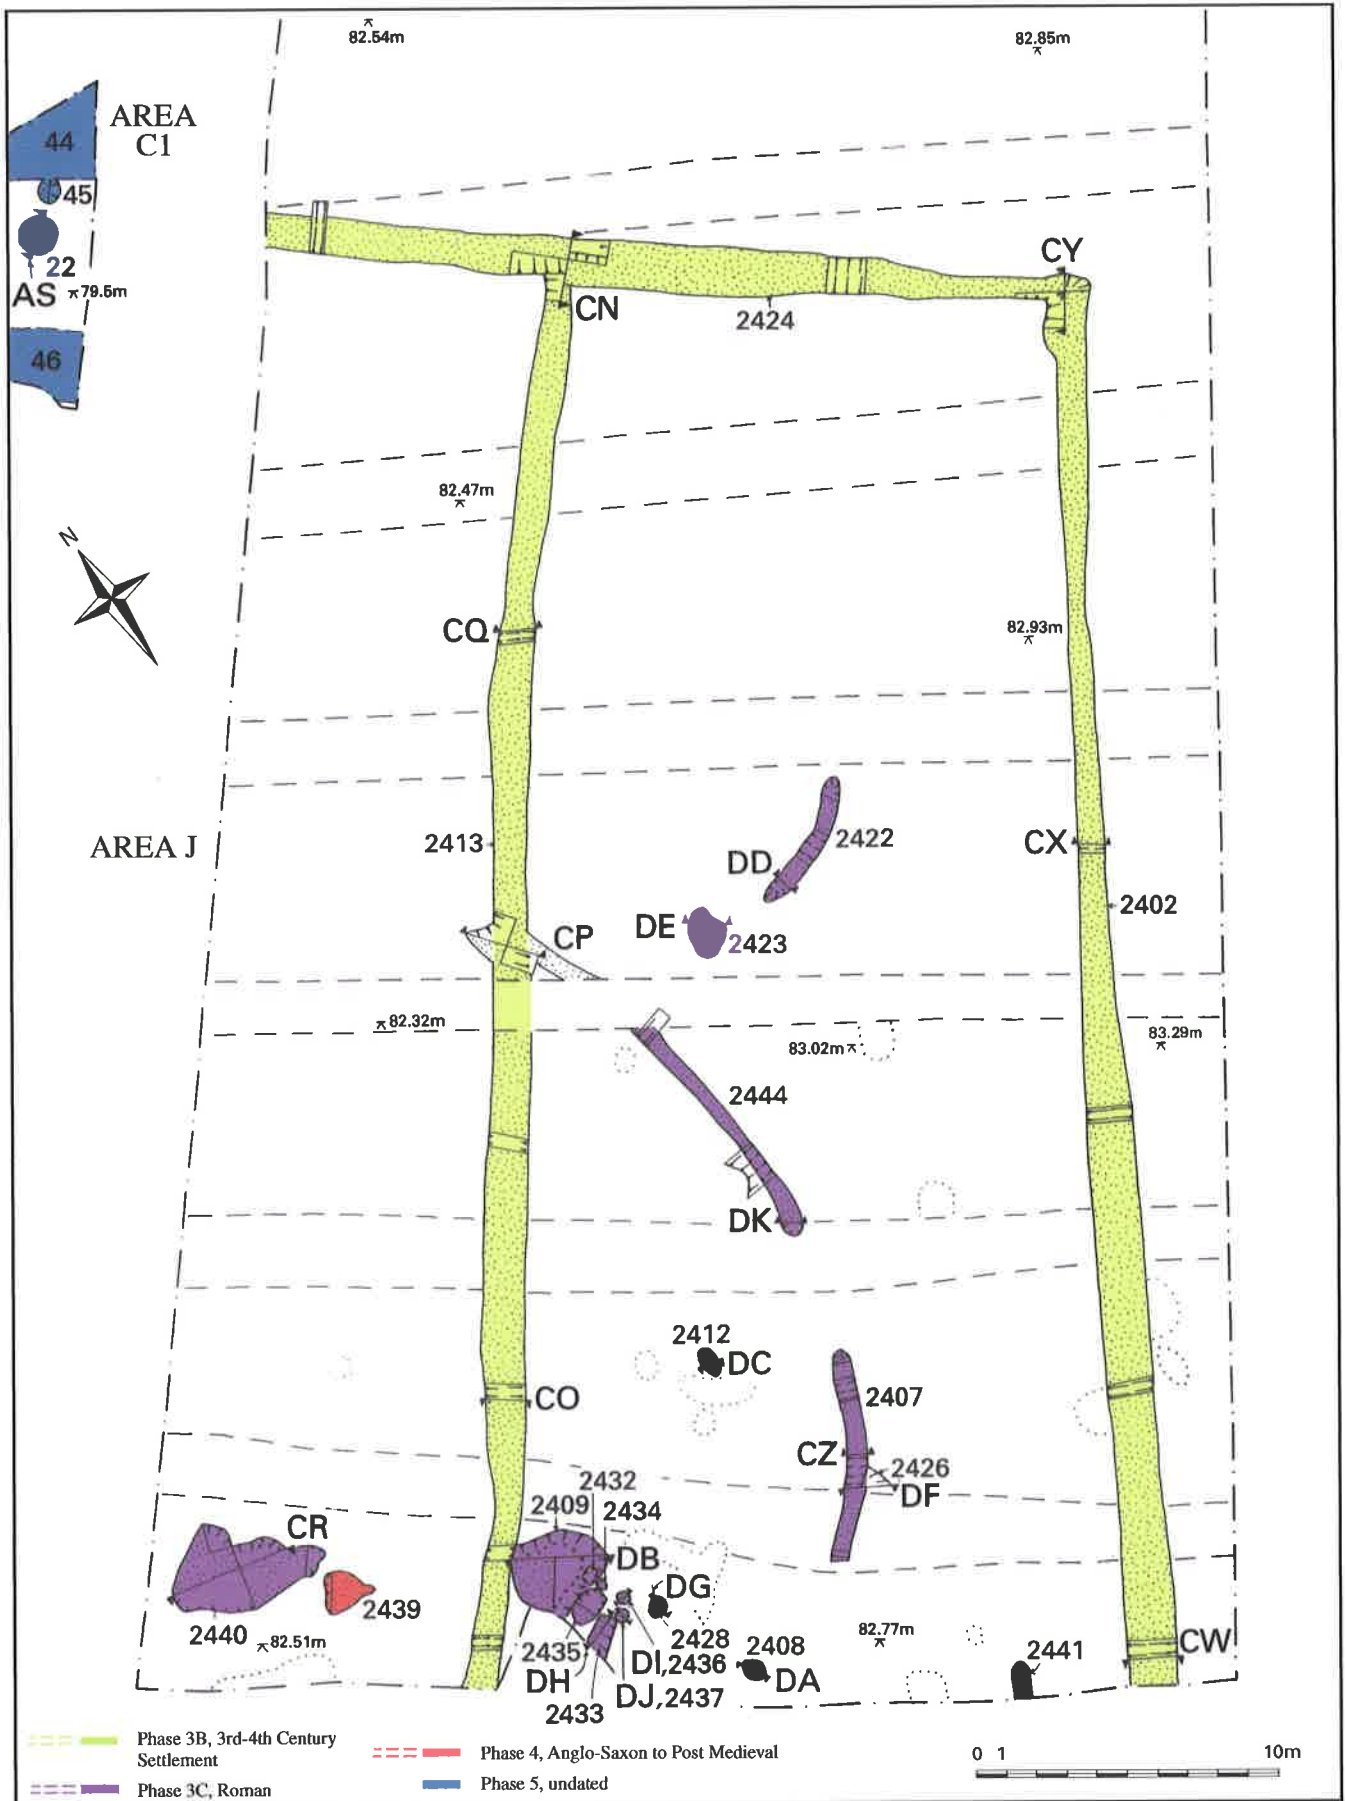 82.54m
82.85m
AREA
C1
44
45
22
AS
79.5m
46
CY
CN
2424
82.47m
N
CQ
82.93m
AREA J
2413
2422
DD
CX
2402
DE
2423
CP
82.32m
83.02m
83.29m
2444
DK
2412
DC
CO
2407
CZ
2426
DF
2432
2409
2434
CR
DB
DG
2439
2440
82.51m
2435
DH
2433
2428
DI,2436
DJ,2437
2408
DA
82.77m
2441
CW
Phase 3B, 3rd-4th Century
Settlement
Phase 3C, Roman
Phase 4, Anglo-Saxon to Post Medieval
Phase 5, undated
0 1 10m